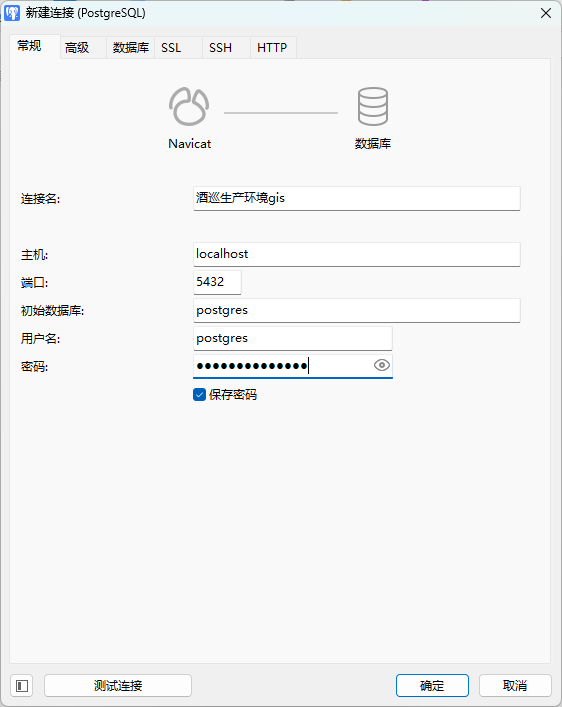 新建连接 (PostgreSQL)
常规 高级 数据库 SSL SSH HTTP
Navicat 数据库
连接名: 酒巡生产环境gis
主机: localhost
端口: 5432
初始数据库: postgres
用户名: postgres
密码: ●●●●●●●●●●●●●●
保存密码
测试连接 确定 取消